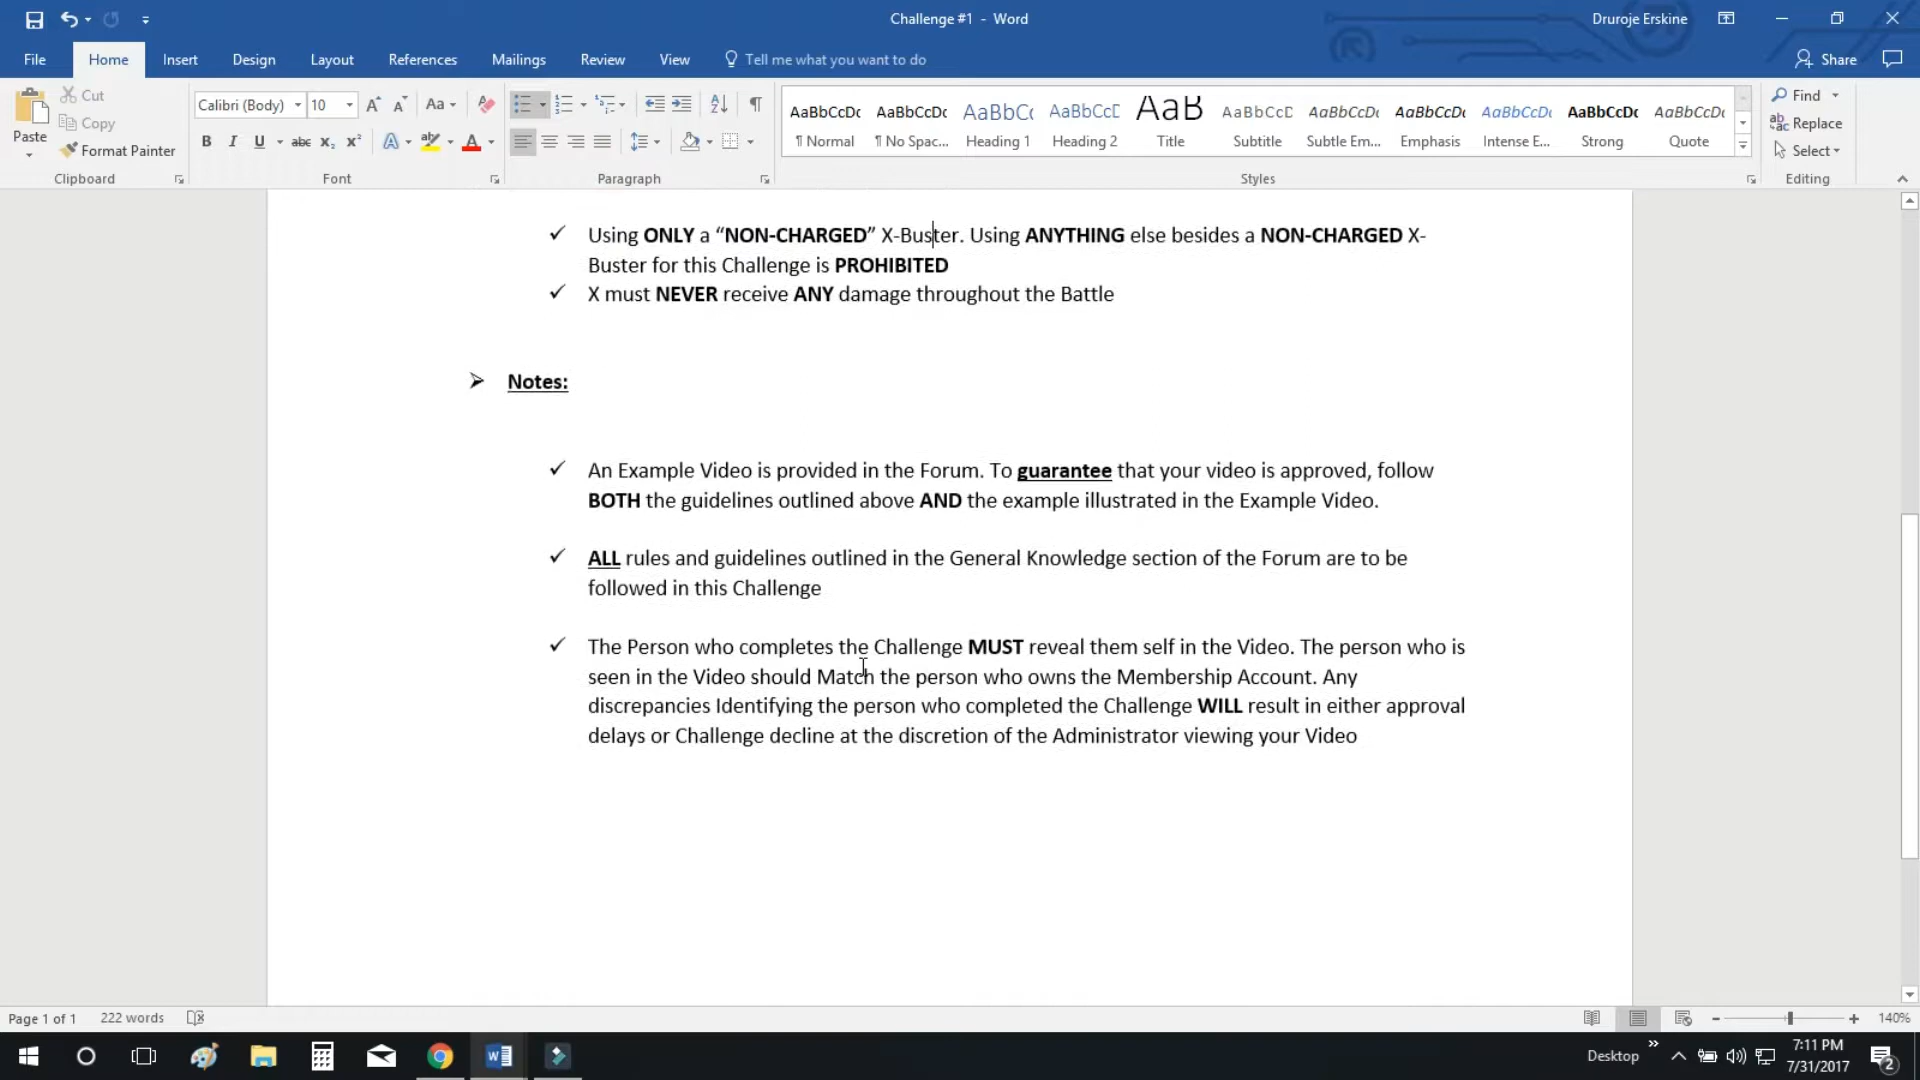 Challenge #1 - Word
Druroje Erskine
File Home Insert Design Layout References Mailings Review View Tell me what you want to do Share
Paste Cut Copy Format Painter Clipboard
Calibri (Body) 10 Aa
B I U abc X₂ X² A A Font
Paragraph
AaBbCcDc AaBbCcDc AaBbCc AaBbCcD AaB AaBbCcD AaBbCcDc AaBbCcDc AaBbCcDc AaBbCcDc AaBbCcDc
¶ Normal ¶ No Spac... Heading 1 Heading 2 Title Subtitle Subtle Em... Emphasis Intense E... Strong Quote
Styles
Find
Replace
Select
Editing
Using ONLY a “NON-CHARGED” X-Buster. Using ANYTHING else besides a NON-CHARGED X-
Buster for this Challenge is PROHIBITED
X must NEVER receive ANY damage throughout the Battle
Notes:
An Example Video is provided in the Forum. To guarantee that your video is approved, follow
BOTH the guidelines outlined above AND the example illustrated in the Example Video.
ALL rules and guidelines outlined in the General Knowledge section of the Forum are to be
followed in this Challenge
The Person who completes the Challenge MUST reveal them self in the Video. The person who is
seen in the Video should Match the person who owns the Membership Account. Any
discrepancies Identifying the person who completed the Challenge WILL result in either approval
delays or Challenge decline at the discretion of the Administrator viewing your Video
Page 1 of 1 222 words 140%
Desktop 7:11 PM
7/31/2017 2